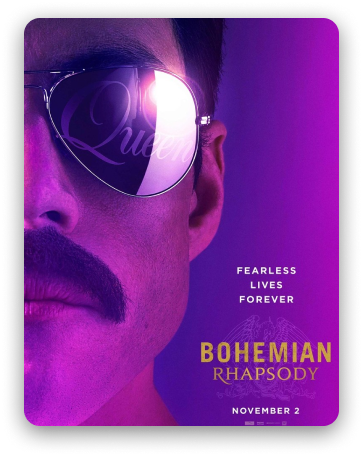 Queen
FEARLESS
LIVES
FOREVER
BOHEMIAN
RHAPSODY
NOVEMBER 2